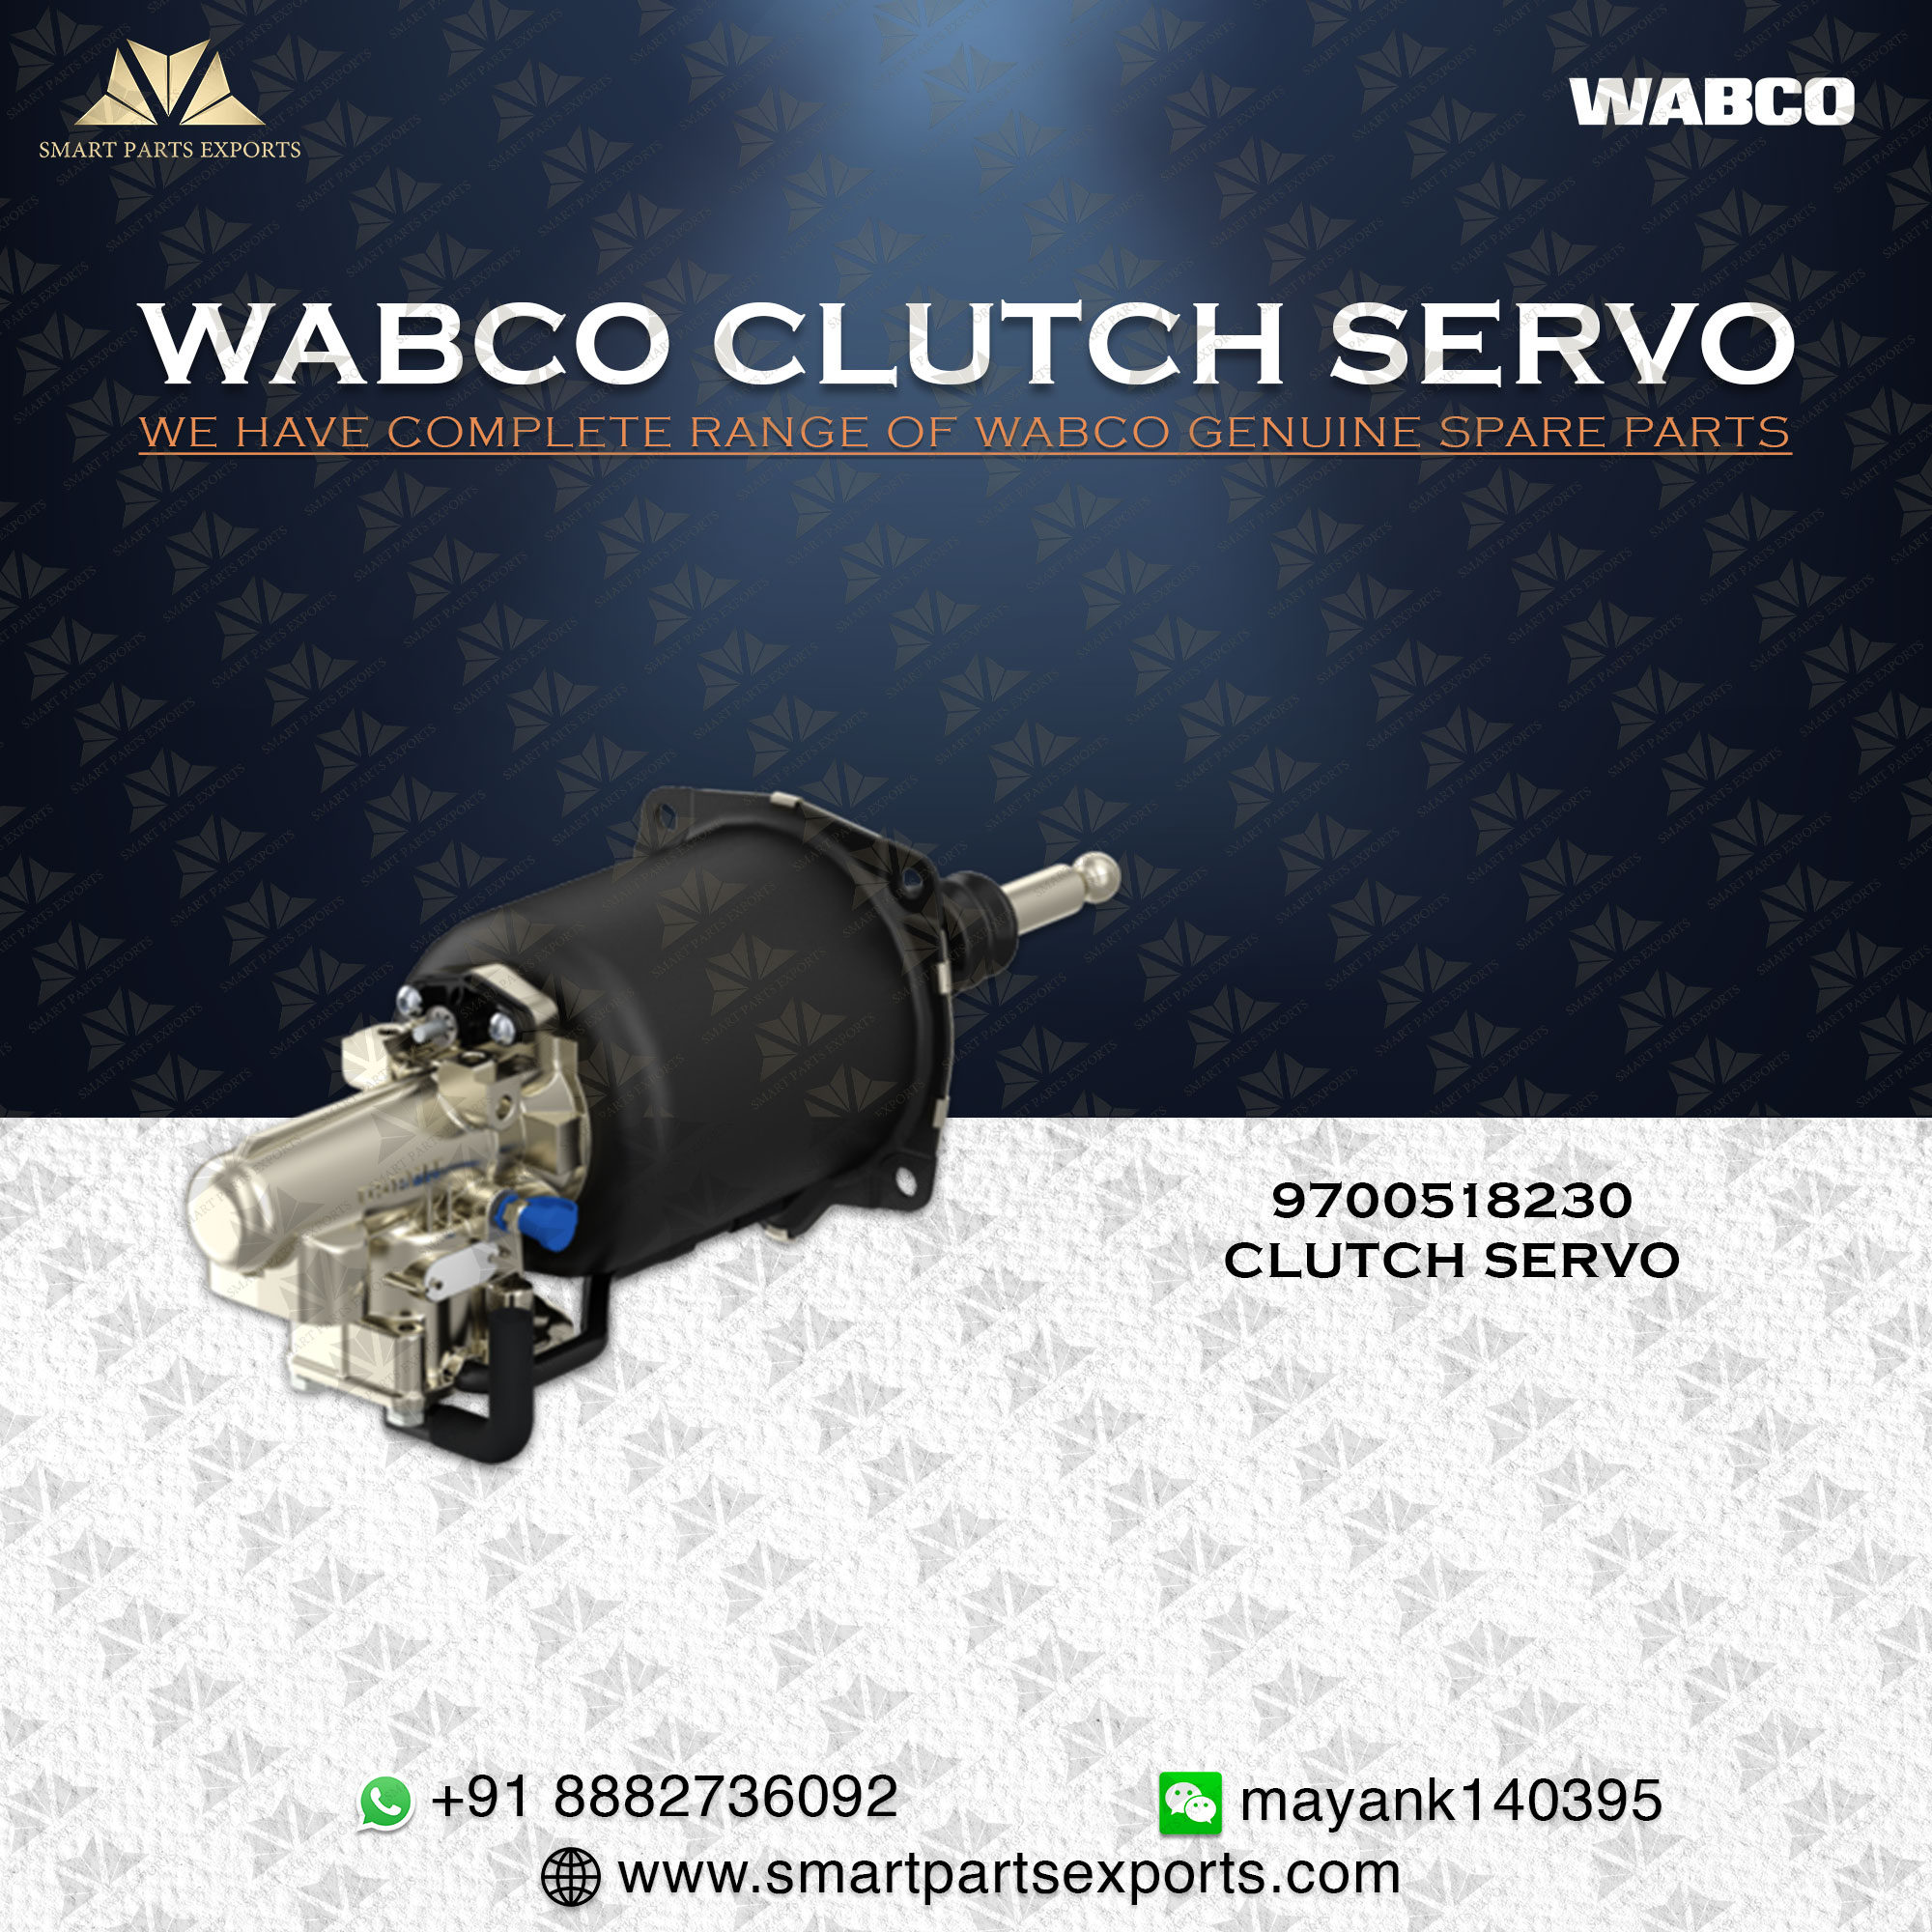 SMART PARTS EXPORTS
WABCO
WABCO CLUTCH SERVO
WE HAVE COMPLETE RANGE OF WABCO GENUINE SPARE PARTS
9700518230
CLUTCH SERVO
+91 8882736092
mayank140395
www.smartpartsexports.com